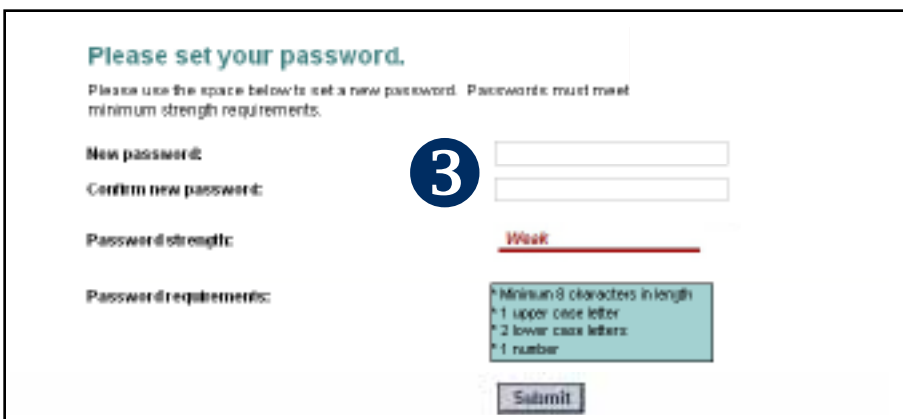 Please set your password.
Please use the space below to set a new password. Passwords must meet
minimum strength requirements.
New password:
3
Confirm new password:
Password strength:
Weak
Password requirements:
* Minimum 8 characters in length
* 1 upper case letter
* 2 lower case letters
* 1 number
Submit